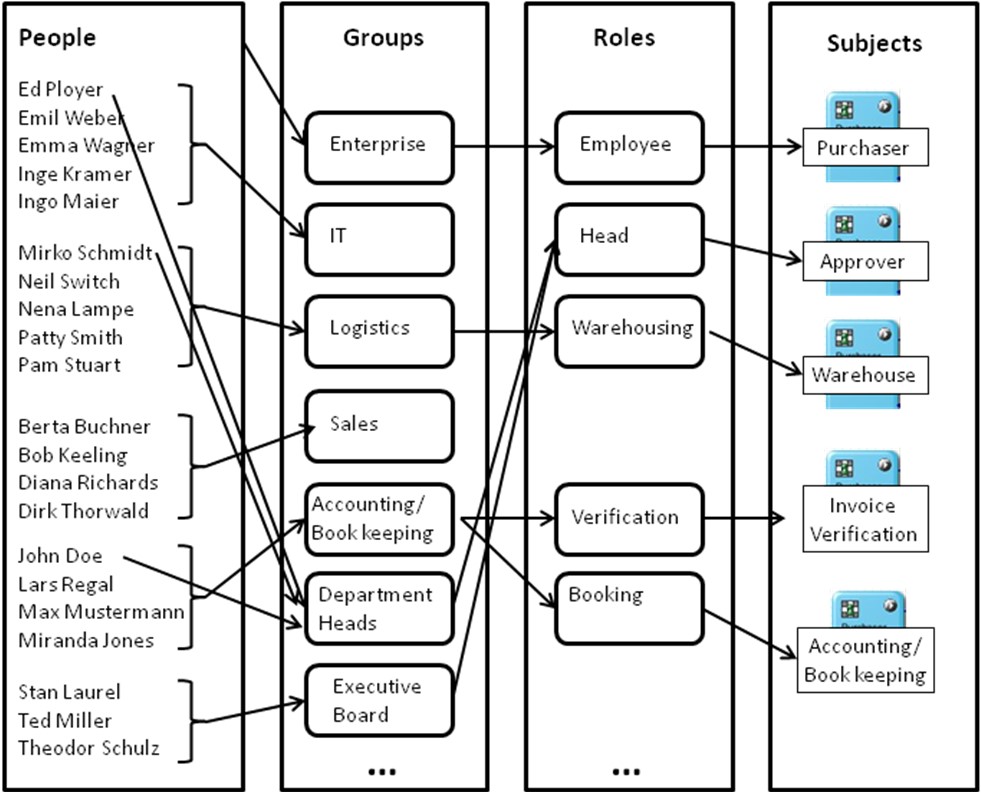 People
Ed Ployer
Emil Weber
Emma Wagner
Inge Kramer
Ingo Maier
Mirko Schmidt
Neil Switch
Nena Lampe
Patty Smith
Pam Stuart
Berta Buchner
Bob Keeling
Diana Richards
Dirk Thorwald
John Doe
Lars Regal
Max Mustermann
Miranda Jones
Stan Laurel
Ted Miller
Theodor Schulz
Groups
Enterprise
IT
Logistics
Sales
Accounting/
Book keeping
Department
Heads
Executive
Board
...
Roles
Employee
Head
Warehousing
Verification
Booking
...
Subjects
Purchaser
Approver
Warehouse
Invoice
Verification
Accounting/
Book keeping